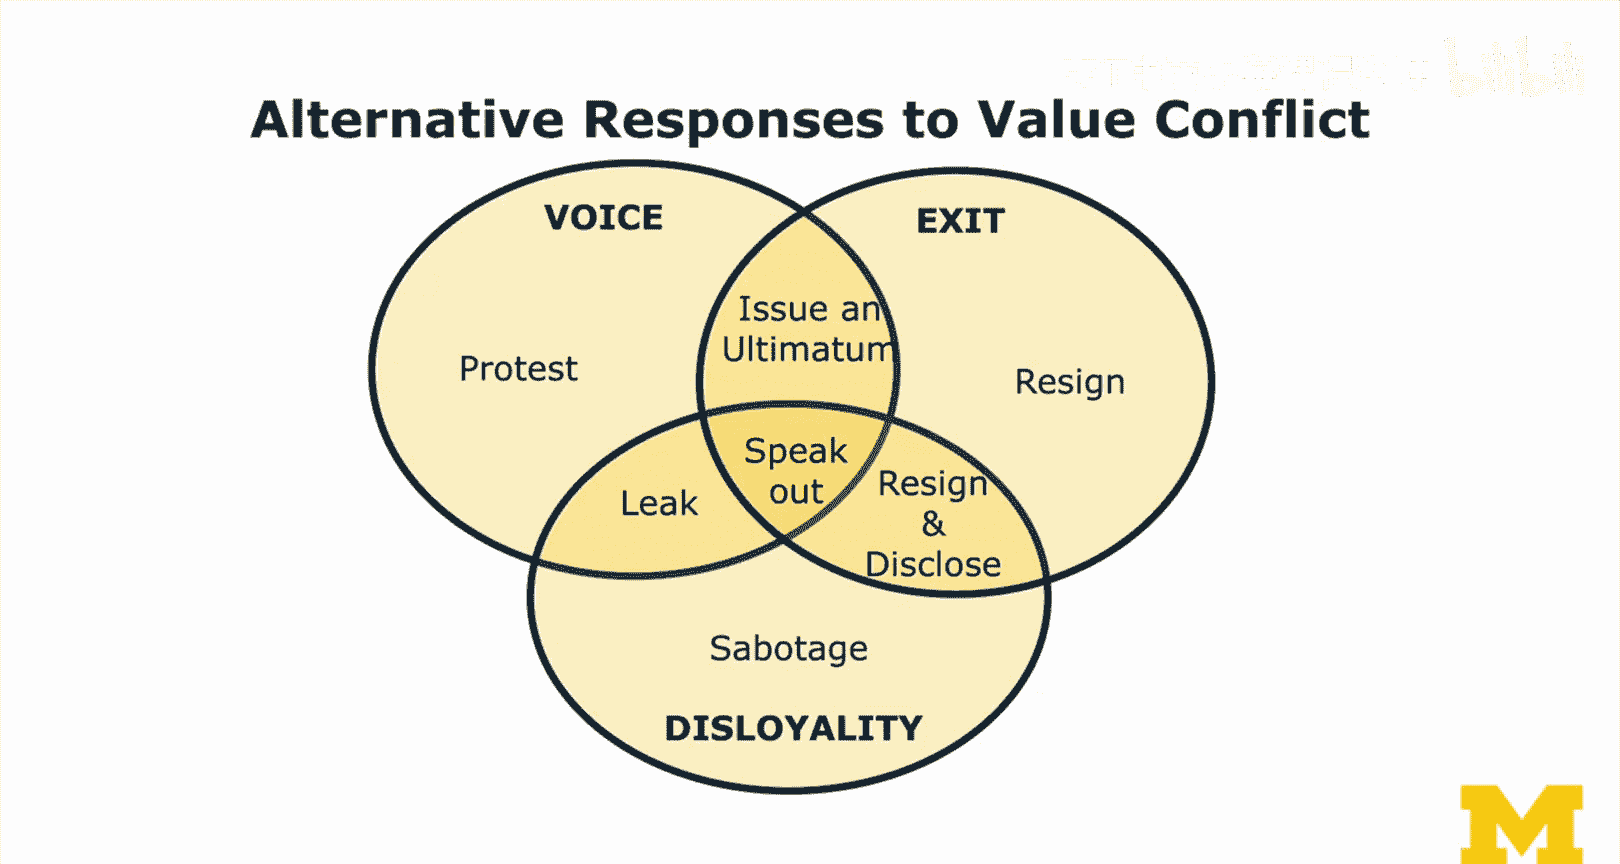 Alternative Responses to Value Conflict
VOICE
EXIT
Issue an
Ultimatum
Protest
Resign
Speak
out
Leak
Resign
&
Disclose
Sabotage
DISLOYALITY
M